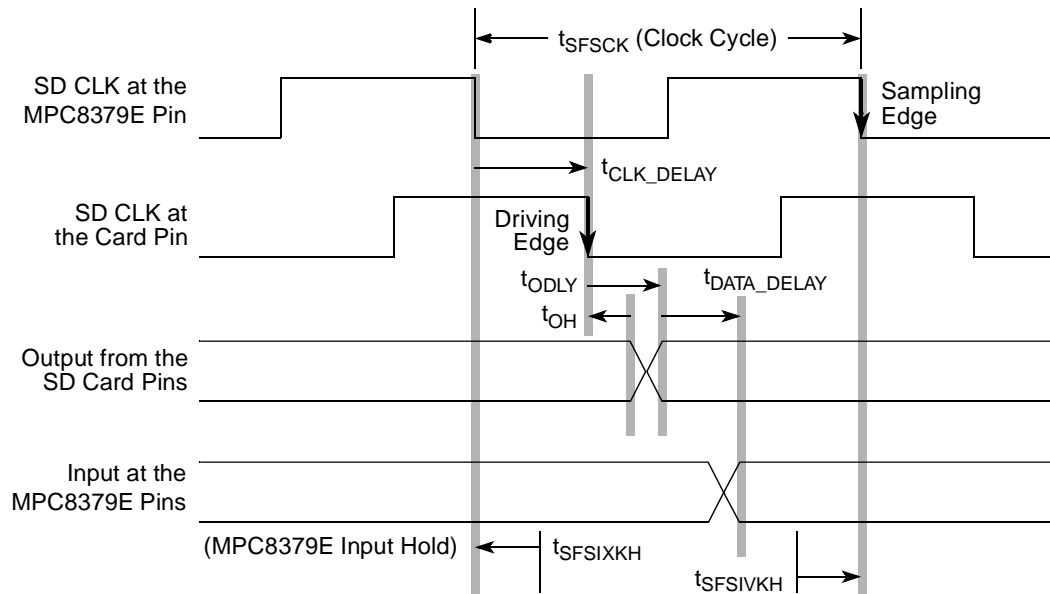 tSFSCK (Clock Cycle)
SD CLK at the
MPC8379E Pin
Sampling
Edge
tCLK_DELAY
SD CLK at
the Card Pin
Driving
Edge
tODLY
tDATA_DELAY
tOH
Output from the
SD Card Pins
Input at the
MPC8379E Pins
(MPC8379E Input Hold)
tSFSIXKH
tSFSIVKH